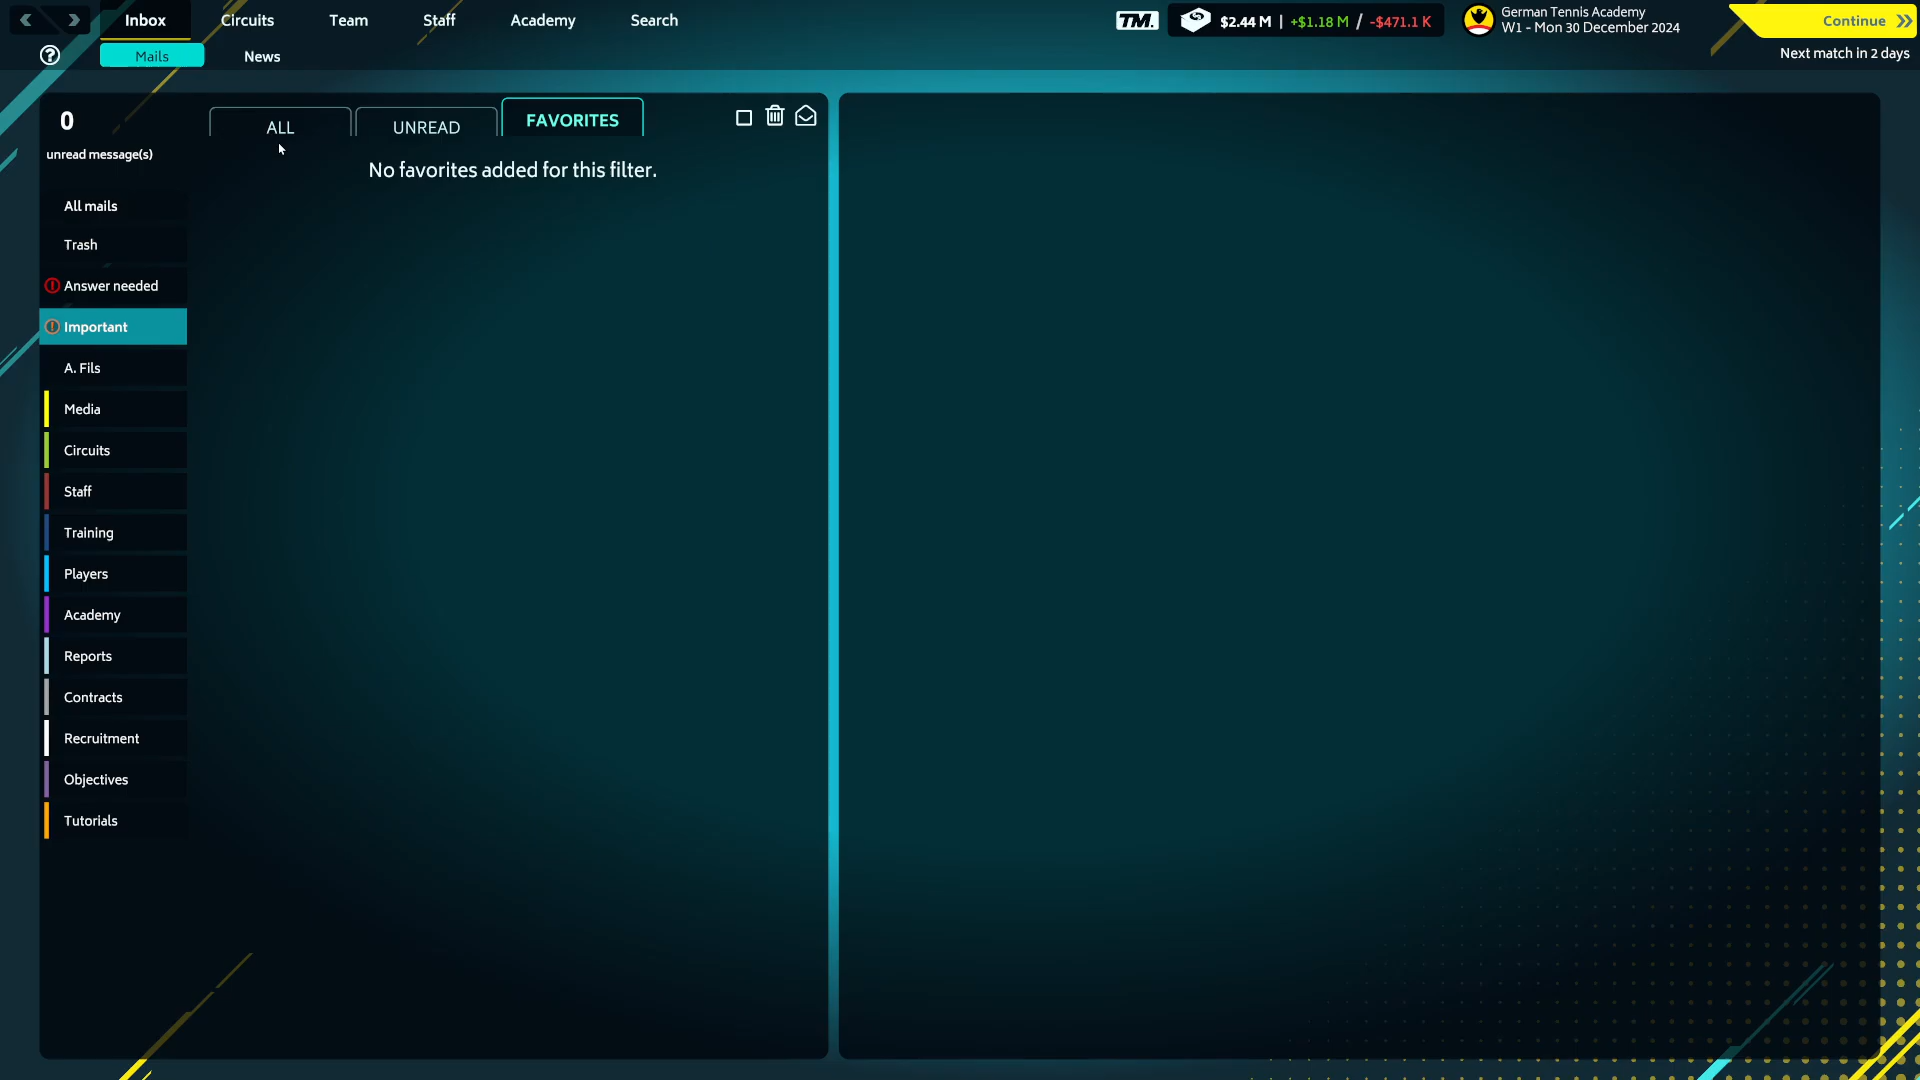 Inbox
Circuits
Team
Staff
Academy
Search
TM.
$2.44 M | +$1.18 M / -$471.1 K
German Tennis Academy
W1 - Mon 30 December 2024
Continue
Next match in 2 days
Mails
News
0
unread message(s)
ALL
UNREAD
FAVORITES
No favorites added for this filter.
All mails
Trash
Answer needed
Important
A. Fils
Media
Circuits
Staff
Training
Players
Academy
Reports
Contracts
Recruitment
Objectives
Tutorials